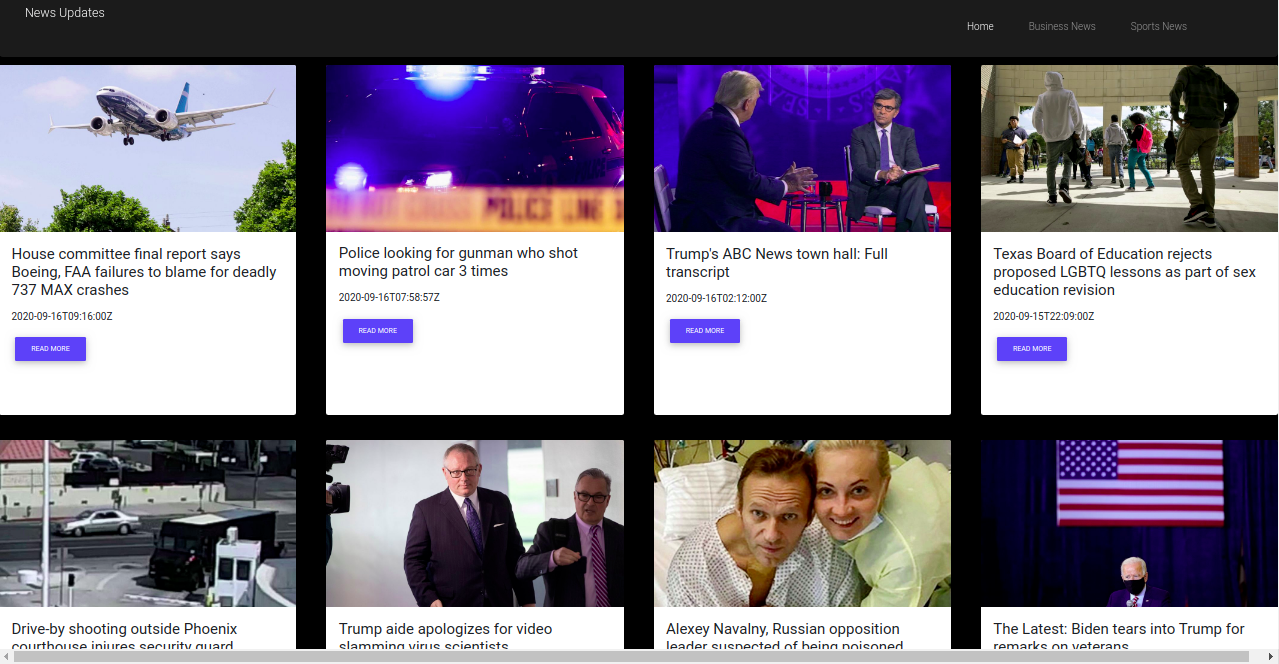 News Updates
Home
Business News
Sports News
POLICE LINE
House committee final report says
Boeing, FAA failures to blame for deadly
737 MAX crashes
2020-09-16T09:16:00Z
READ MORE
Police looking for gunman who shot
moving patrol car 3 times
2020-09-16T07:58:57Z
READ MORE
Trump's ABC News town hall: Full
transcript
2020-09-16T02:12:00Z
READ MORE
Texas Board of Education rejects
proposed LGBTQ lessons as part of sex
education revision
2020-09-15T22:09:00Z
READ MORE
Drive-by shooting outside Phoenix
courthouse injures security guard
Trump aide apologizes for video
slamming virus scientists
Alexey Navalny, Russian opposition
leader suspected of being poisoned
The Latest: Biden tears into Trump for
remarks on veterans